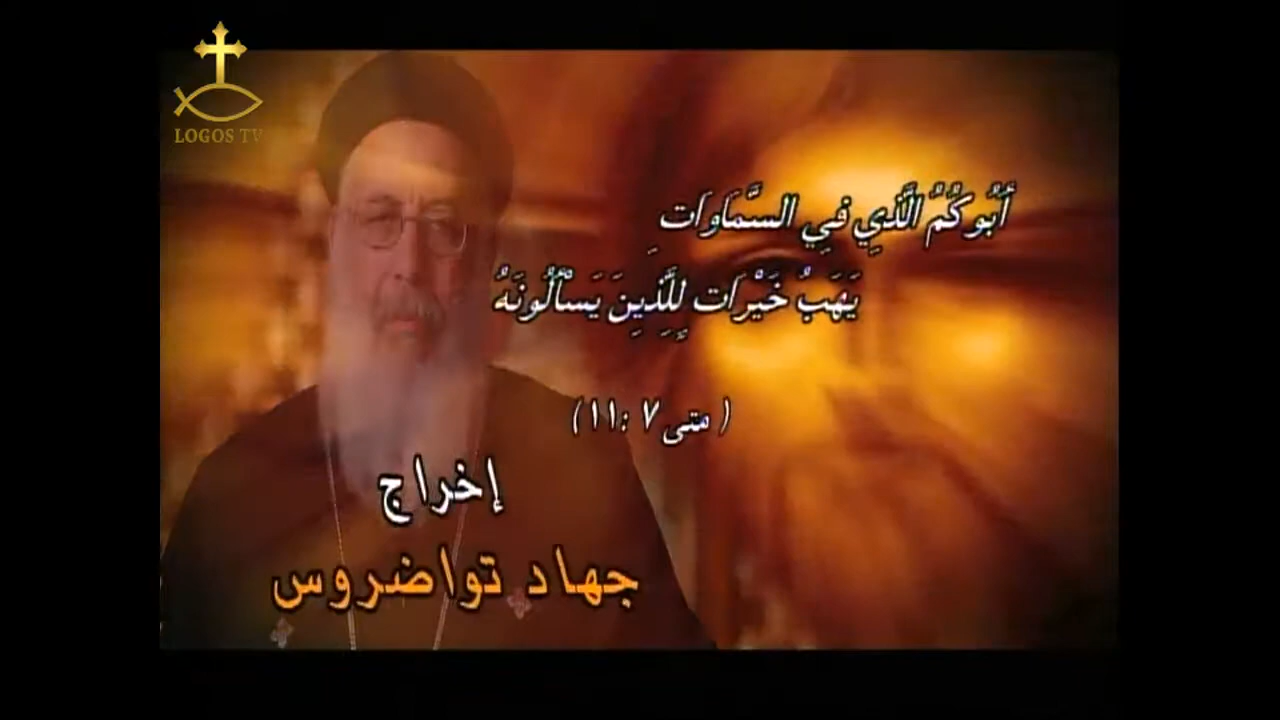 LOGOS TV
أَبُوكُمُ الَّذِي فِي السَّمَاوَاتِ
يَهَبُ خَيْرَاتٍ لِلَّذِينَ يَسْأَلُونَهُ
( متى ٧ :١١)
إخراج
جهاد تواضروس